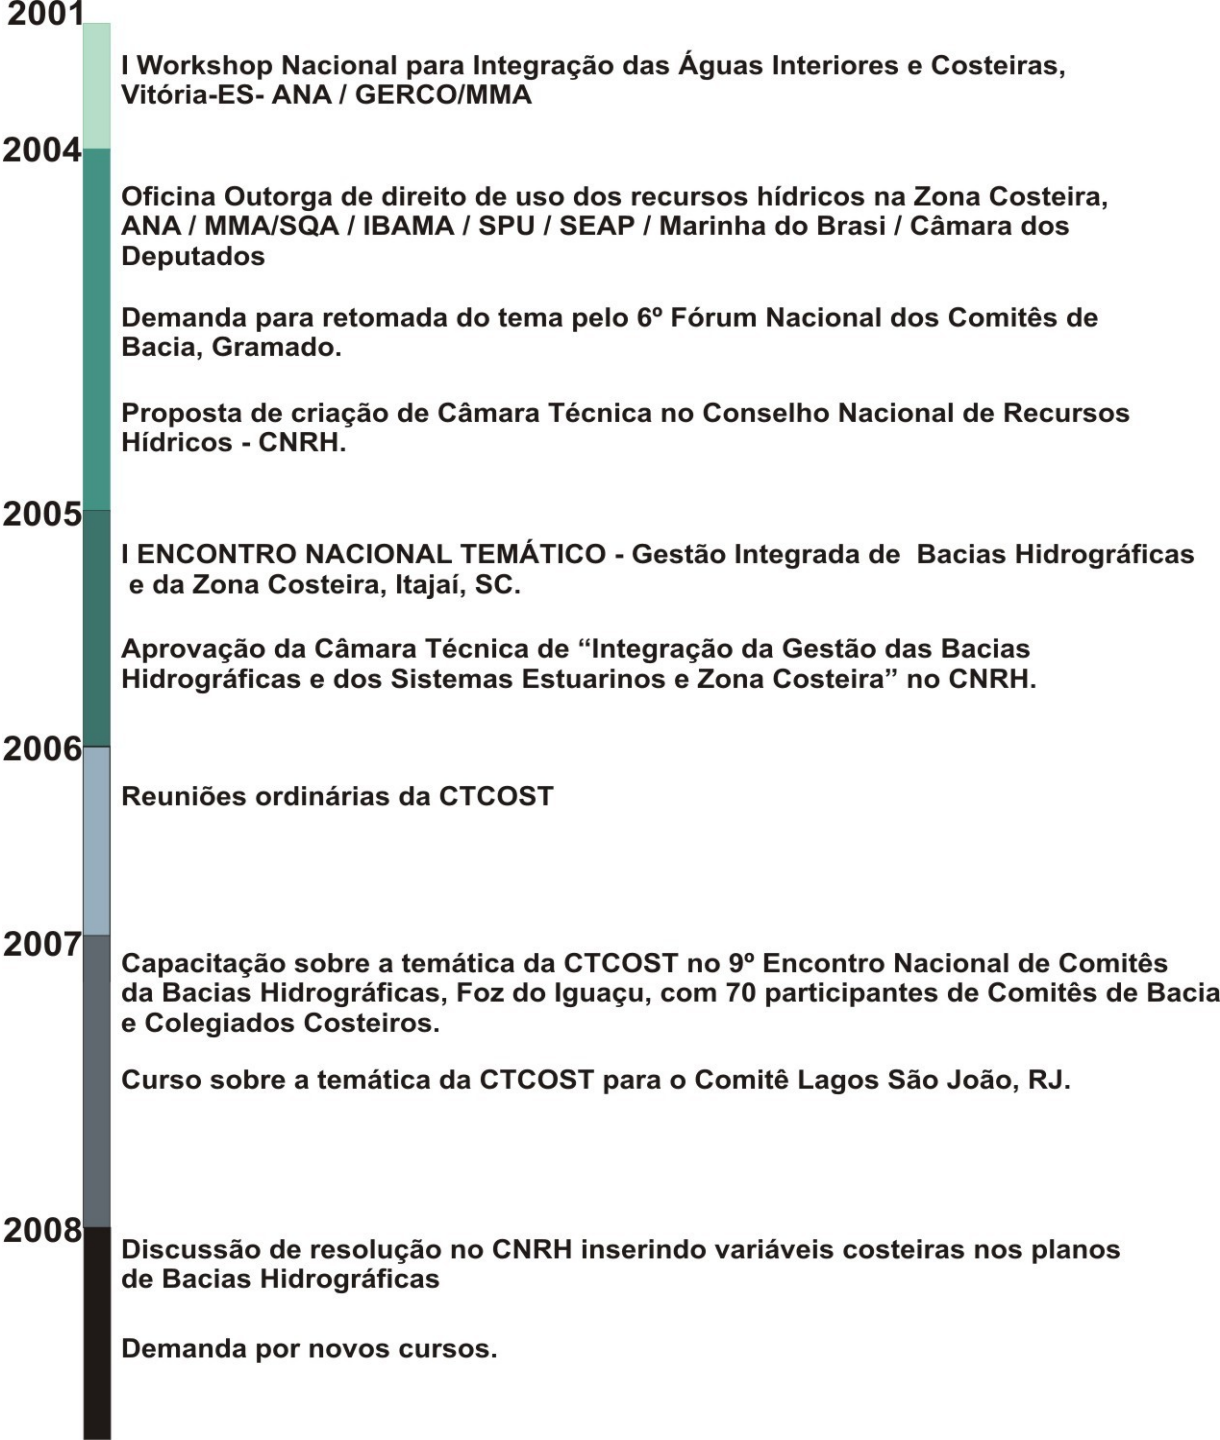 2001
I Workshop Nacional para Integração das Águas Interiores e Costeiras,
Vitória-ES- ANA / GERCO/MMA
2004
Oficina Outorga de direito de uso dos recursos hídricos na Zona Costeira,
ANA / MMA/SQA / IBAMA / SPU / SEAP / Marinha do Brasi / Câmara dos
Deputados
Demanda para retomada do tema pelo 6º Fórum Nacional dos Comitês de
Bacia, Gramado.
Proposta de criação de Câmara Técnica no Conselho Nacional de Recursos
Hídricos - CNRH.
2005
I ENCONTRO NACIONAL TEMÁTICO - Gestão Integrada de  Bacias Hidrográficas
e da Zona Costeira, Itajaí, SC.
Aprovação da Câmara Técnica de “Integração da Gestão das Bacias
Hidrográficas e dos Sistemas Estuarinos e Zona Costeira” no CNRH.
2006
Reuniões ordinárias da CTCOST
2007
Capacitação sobre a temática da CTCOST no 9º Encontro Nacional de Comitês
da Bacias Hidrográficas, Foz do Iguaçu, com 70 participantes de Comitês de Bacia
e Colegiados Costeiros.
Curso sobre a temática da CTCOST para o Comitê Lagos São João, RJ.
2008
Discussão de resolução no CNRH inserindo variáveis costeiras nos planos
de Bacias Hidrográficas
Demanda por novos cursos.